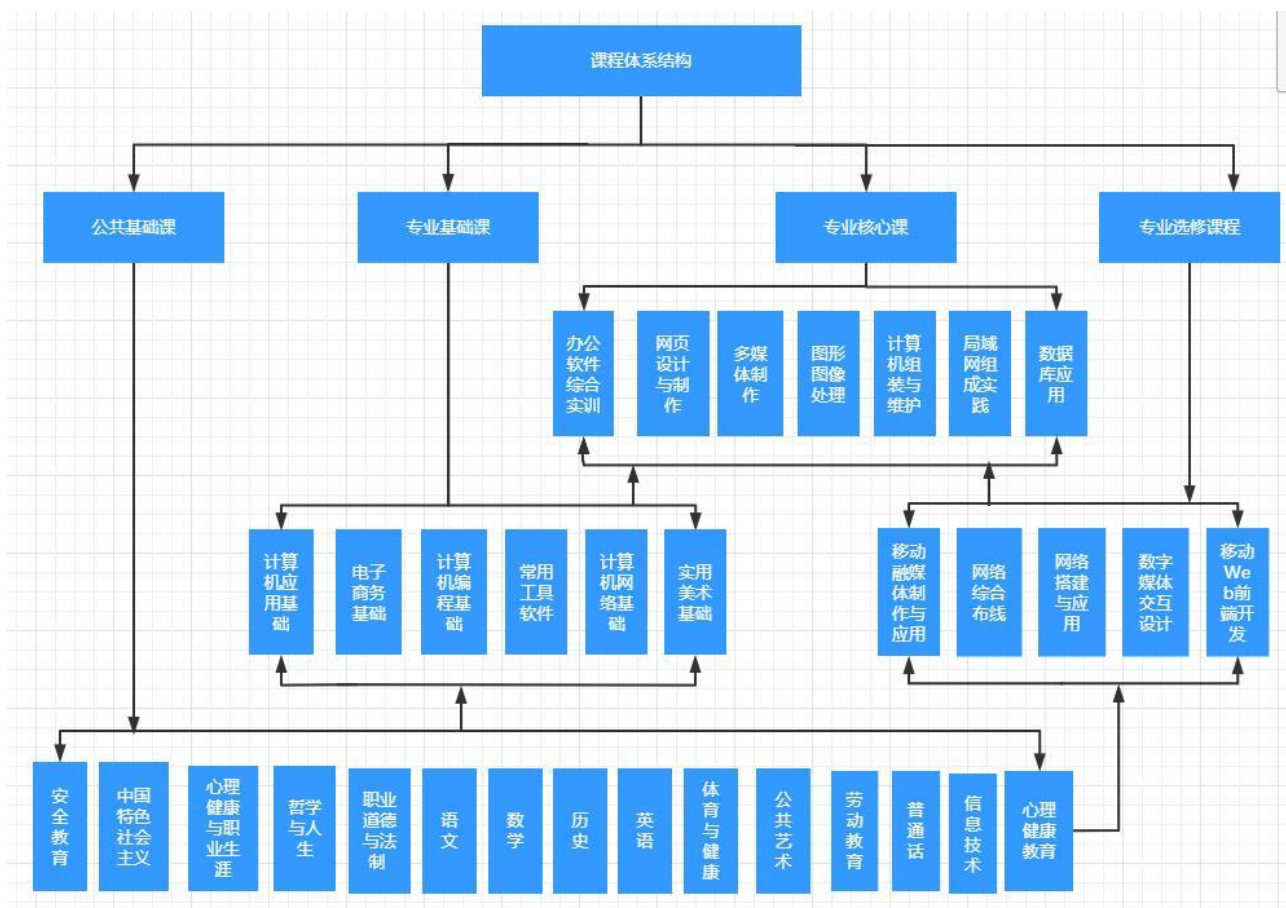 课程体系结构
公共基础课
专业基础课
专业核心课
专业选修课程
办公
软件
综合
实训
网页
设计
与制
作
多媒
体制
作
图形
图像
处理
计算
机组
装与
维护
局域
网组
成实
践
数据
库应
用
计算
机应
用基
础
电子
商务
基础
计算
机编
程基
础
常用
工具
软件
计算
机网
络基
础
实用
美术
基础
移动
融媒
体制
作与
应用
网络
综合
布线
网络
搭建
与应
用
数字
媒体
交互
设计
移动
We
b前
端开
发
安
全
教
育
中国
特色
社会
主义
心理
健康
与职
业生
涯
哲学
与人
生
职业
道德
与法
制
语
文
数
学
历
史
英
语
体
育
与
健
康
公
共
艺
术
劳
动
教
育
普
通
话
信
息
技
术
心理
健康
教育